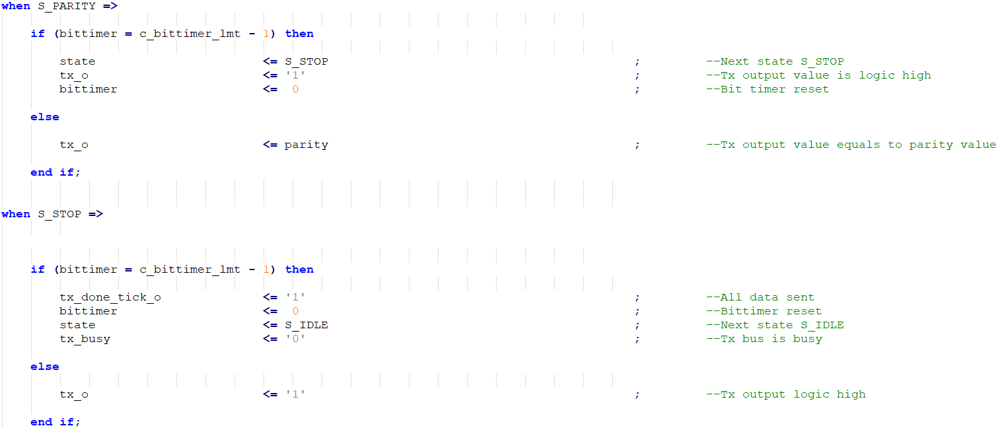 when S_PARITY =>
if (bittimer = c_bittimer_lmt - 1) then
state <= S_STOP ; --Next state S_STOP
tx_o <= '1' ; --Tx output value is logic high
bittimer <= 0 ; --Bit timer reset
else
tx_o <= parity ; --Tx output value equals to parity value
end if;
when S_STOP =>
if (bittimer = c_bittimer_lmt - 1) then
tx_done_tick_o <= '1' ; --All data sent
bittimer <= 0 ; --Bittimer reset
state <= S_IDLE ; --Next state S_IDLE
tx_busy <= '0' ; --Tx bus is busy
else
tx_o <= '1' ; --Tx output logic high
end if;